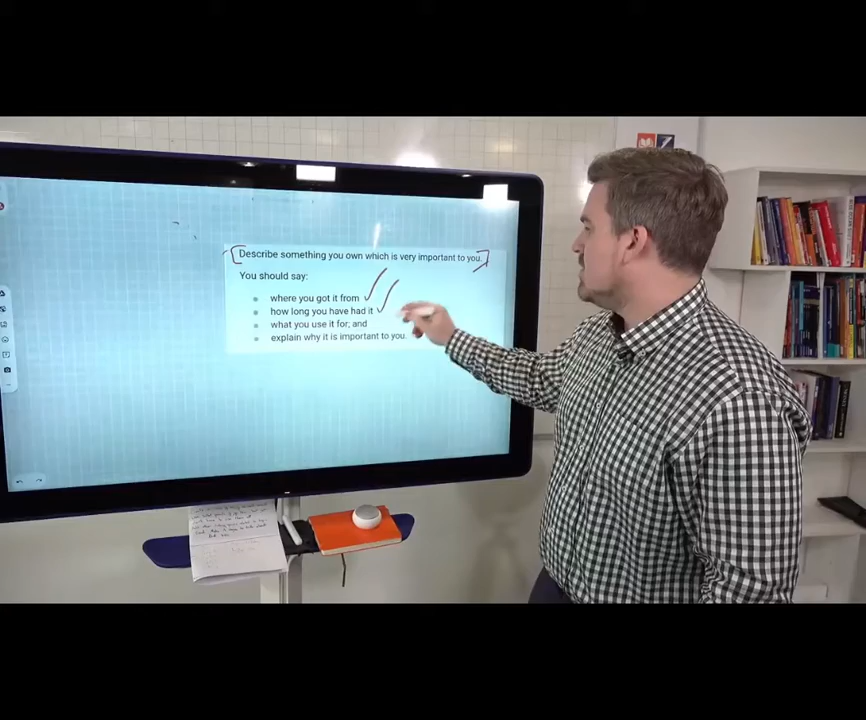 Describe something you own which is very important to you.
You should say:
where you got it from
how long you have had it
what you use it for; and
explain why it is important to you.